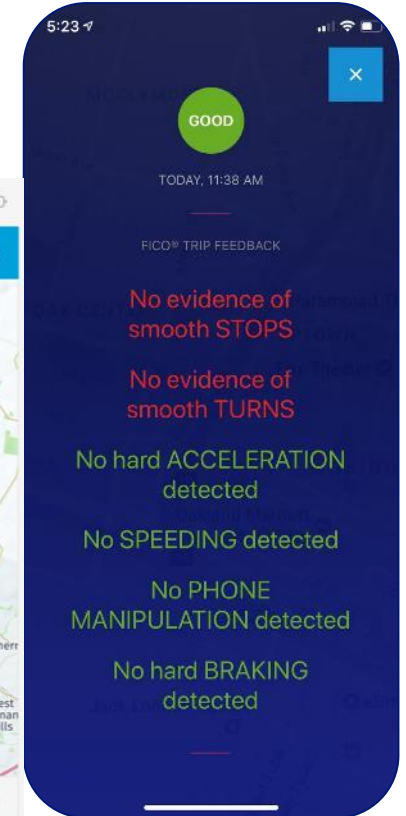 5:23
×
GOOD
TODAY, 11:38 AM
FICO® TRIP FEEDBACK
No evidence of
smooth STOPS
No evidence of
smooth TURNS
No hard ACCELERATION
detected
No SPEEDING detected
No PHONE
MANIPULATION detected
No hard BRAKING
detected